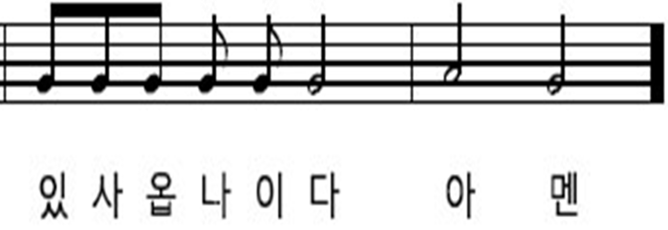 있 사 옵 나 이 다 아 멘